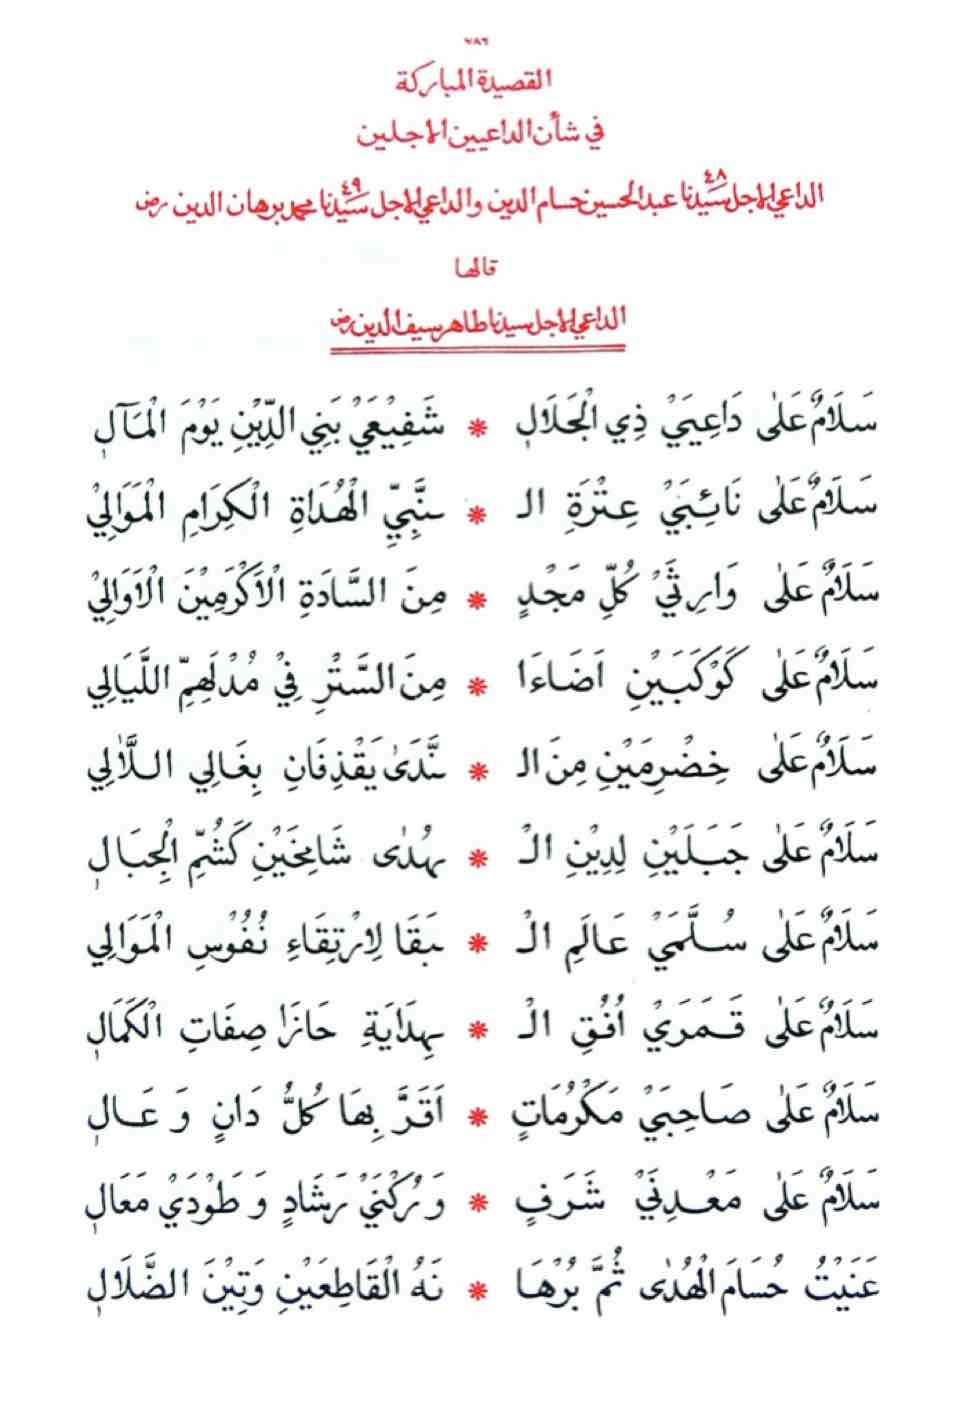 ٧٨٦
القصيدة المباركة
في شأن الداعيين الاجلين
الداعي الاجل سيدنا ٤٨ عبد الحسين حسام الدين والداعي الاجل سيدنا ٤٩ محمد برهان الدين رض
قالها
الداعي الاجل سيدنا طاهر سيف الدين رض
سَلَامٌ عَلٰى دَاعِيَيْ ذِي الْجَلَالِ * شَفِيْعَيْ بَنِي الدِّيْنِ يَوْمَ الْمَآلِ
سَلَامٌ عَلٰى نَائِبَيْ عِتْرَةِ الـ * ـنَّبِيِّ الْهُدَاةِ الْكِرَامِ الْمَوَالِيْ
سَلَامٌ عَلٰى وَارِثَيْ كُلِّ مَجْدٍ * مِنَ السَّادَةِ الْاَكْرَمِيْنَ الْاَوَالِيْ
سَلَامٌ عَلٰى كَوْكَبَيْنِ اَضَاءَا * مِنَ السَّتْرِ فِيْ مُدْلَهِمِّ اللَّيَالِي
سَلَامٌ عَلٰى خِضْرِمَيْنِ مِنَ الـ * ـنَّدَىٰ يَقْذِفَانِ بِغَالِي اللَّاٰلِي
سَلَامٌ عَلٰى جَبَلَيْنِ لِدِيْنِ الْـ * ـهُدٰى شَامِخَيْنِ كَشُمِّ الْجِبَالِ
سَلَامٌ عَلٰى سُلَّمَيْ عَالَمِ الْـ * ـبَقَا لِارْتِقَاءِ نُفُوْسِ الْمَوَالِي
سَلَامٌ عَلٰى قَمَرَيْ اُفُقِ الْـ * ـهِدَايَةِ حَازَا صِفَاتِ الْكَمَالِ
سَلَامٌ عَلٰى صَاحِبَيْ مَكْرُمَاتٍ * اَقَرَّ بِهَا كُلُّ دَانٍ وَ عَـالِ
سَلَامٌ عَلٰى مَعْدِنَيْ شَرَفٍ * وَ رُكْنَيْ رَشَادٍ وَ طَوْدَيْ مَعَالِ
عَنَيْتُ حُسَامَ الْهُدٰى ثُمَّ بُرْهَا * نَهُ الْقَاطِعَيْنِ وَتِيْنَ الضَّلَالِ